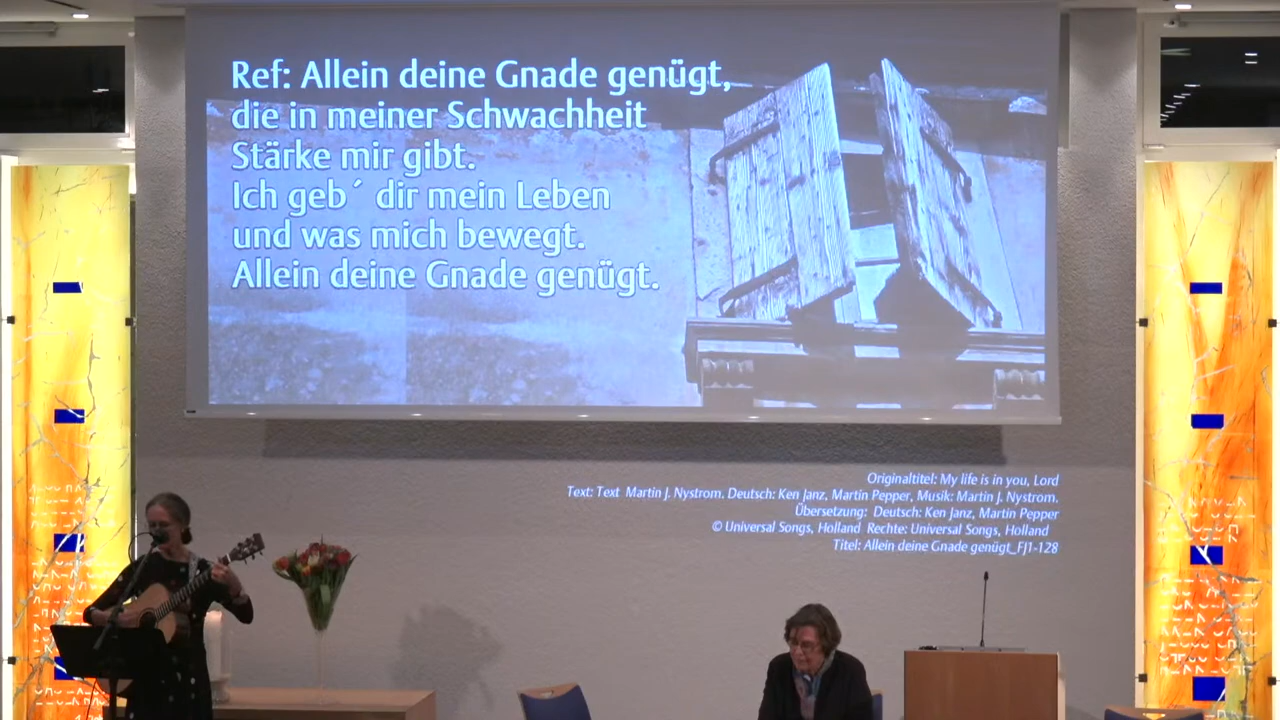 Ref: Allein deine Gnade genügt,
die in meiner Schwachheit
Stärke mir gibt.
Ich geb´ dir mein Leben
und was mich bewegt.
Allein deine Gnade genügt.
Originaltitel: My life is in you, Lord
Text: Text Martin J. Nystrom. Deutsch: Ken Janz, Martin Pepper, Musik: Martin J. Nystrom.
Übersetzung: Deutsch: Ken Janz, Martin Pepper
© Universal Songs, Holland Rechte: Universal Songs, Holland
Titel: Allein deine Gnade genügt_FJ1-128